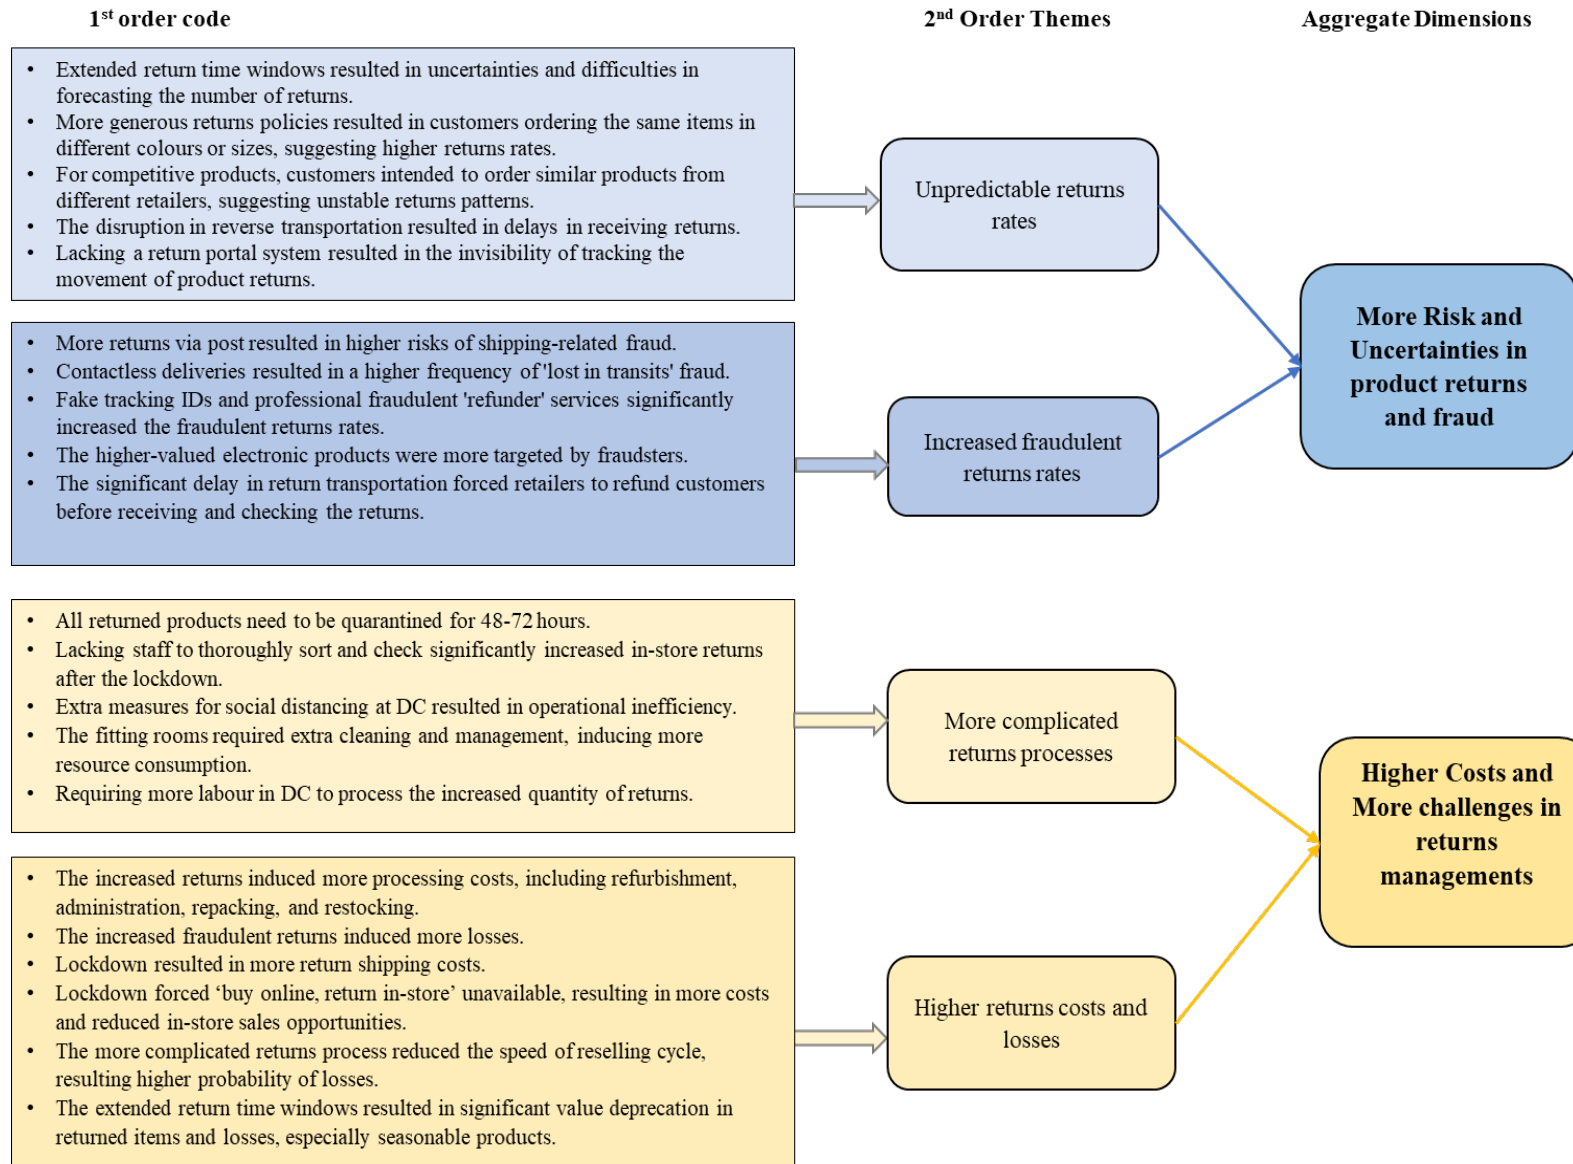 1st order code
2nd Order Themes
Aggregate Dimensions
• Extended return time windows resulted in uncertainties and difficulties in
forecasting the number of returns.
• More generous returns policies resulted in customers ordering the same items in
different colours or sizes, suggesting higher returns rates.
• For competitive products, customers intended to order similar products from
different retailers, suggesting unstable returns patterns.
• The disruption in reverse transportation resulted in delays in receiving returns.
• Lacking a return portal system resulted in the invisibility of tracking the
movement of product returns.
Unpredictable returns
rates
• More returns via post resulted in higher risks of shipping-related fraud.
• Contactless deliveries resulted in a higher frequency of 'lost in transits' fraud.
• Fake tracking IDs and professional fraudulent 'refunder' services significantly
increased the fraudulent returns rates.
• The higher-valued electronic products were more targeted by fraudsters.
• The significant delay in return transportation forced retailers to refund customers
before receiving and checking the returns.
Increased fraudulent
returns rates
More Risk and
Uncertainties in
product returns
and fraud
• All returned products need to be quarantined for 48-72 hours.
• Lacking staff to thoroughly sort and check significantly increased in-store returns
after the lockdown.
• Extra measures for social distancing at DC resulted in operational inefficiency.
• The fitting rooms required extra cleaning and management, inducing more
resource consumption.
• Requiring more labour in DC to process the increased quantity of returns.
More complicated
returns processes
• The increased returns induced more processing costs, including refurbishment,
administration, repacking, and restocking.
• The increased fraudulent returns induced more losses.
• Lockdown resulted in more return shipping costs.
• Lockdown forced ‘buy online, return in-store’ unavailable, resulting in more costs
and reduced in-store sales opportunities.
• The more complicated returns process reduced the speed of reselling cycle,
resulting higher probability of losses.
• The extended return time windows resulted in significant value deprecation in
returned items and losses, especially seasonable products.
Higher returns costs and
losses
Higher Costs and
More challenges in
returns
managements